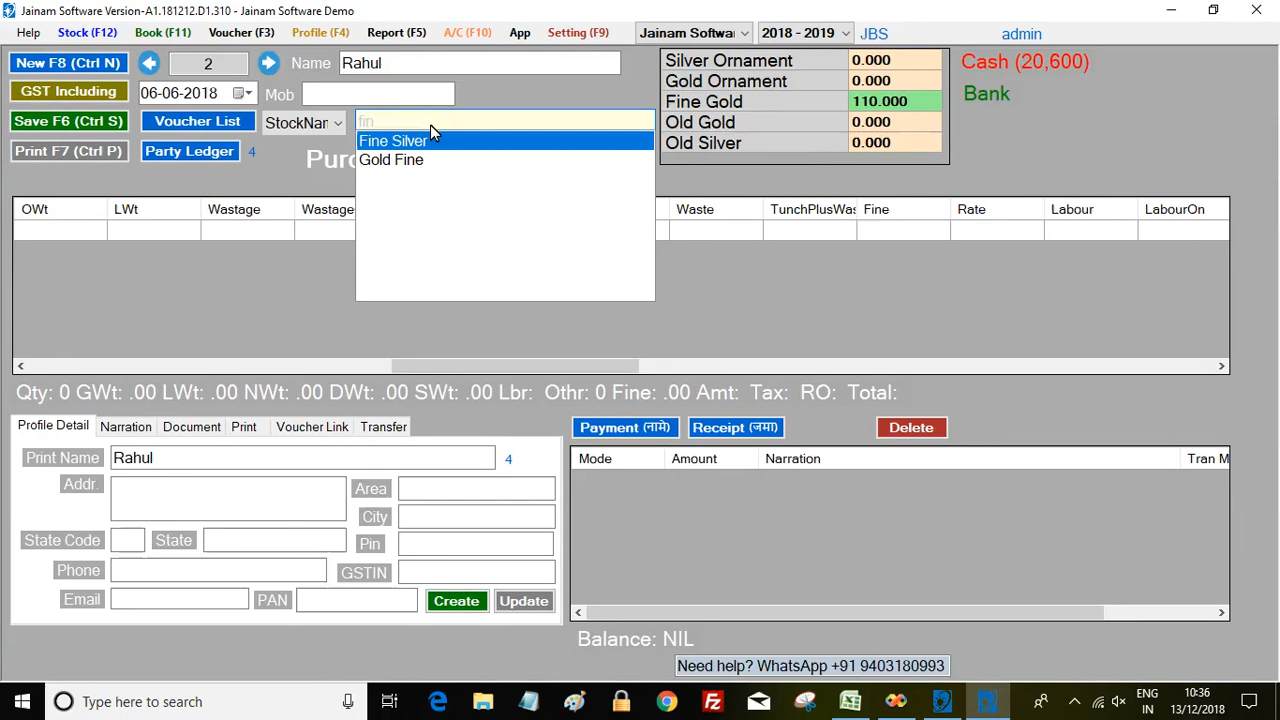 Jainam Software Version-A1.181212.D1.310 - Jainam Software Demo
Help Stock (F12) Book (F11) Voucher (F3) Profile (F4) Report (F5) A/C (F10) App Setting (F9) Jainam Softwar 2018 - 2019 JBS admin
New F8 (Ctrl N) 2 Name Rahul
GST Including 06-06-2018 Mob
Save F6 (Ctrl S) Voucher List StockNar fin
Print F7 (Ctrl P) Party Ledger 4 Purc
Fine Silver
Gold Fine
Silver Ornament 0.000
Gold Ornament 0.000
Fine Gold 110.000
Old Gold 0.000
Old Silver 0.000
Cash (20,600)
Bank
OWt LWt Wastage Wastage Waste TunchPlusWas Fine Rate Labour LabourOn
Qty: 0 GWt: .00 LWt: .00 NWt: .00 DWt: .00 SWt: .00 Lbr: Othr: 0 Fine: .00 Amt: Tax: RO: Total:
Profile Detail Narration Document Print Voucher Link Transfer
Print Name Rahul 4
Addr. Area
City
State Code State Pin
Phone GSTIN
Email PAN Create Update
Payment (नामे) Receipt (जमा) Delete
Mode Amount Narration Tran M
Balance: NIL
Need help? WhatsApp +91 9403180993
Type here to search
ENG
IN
10:36
13/12/2018